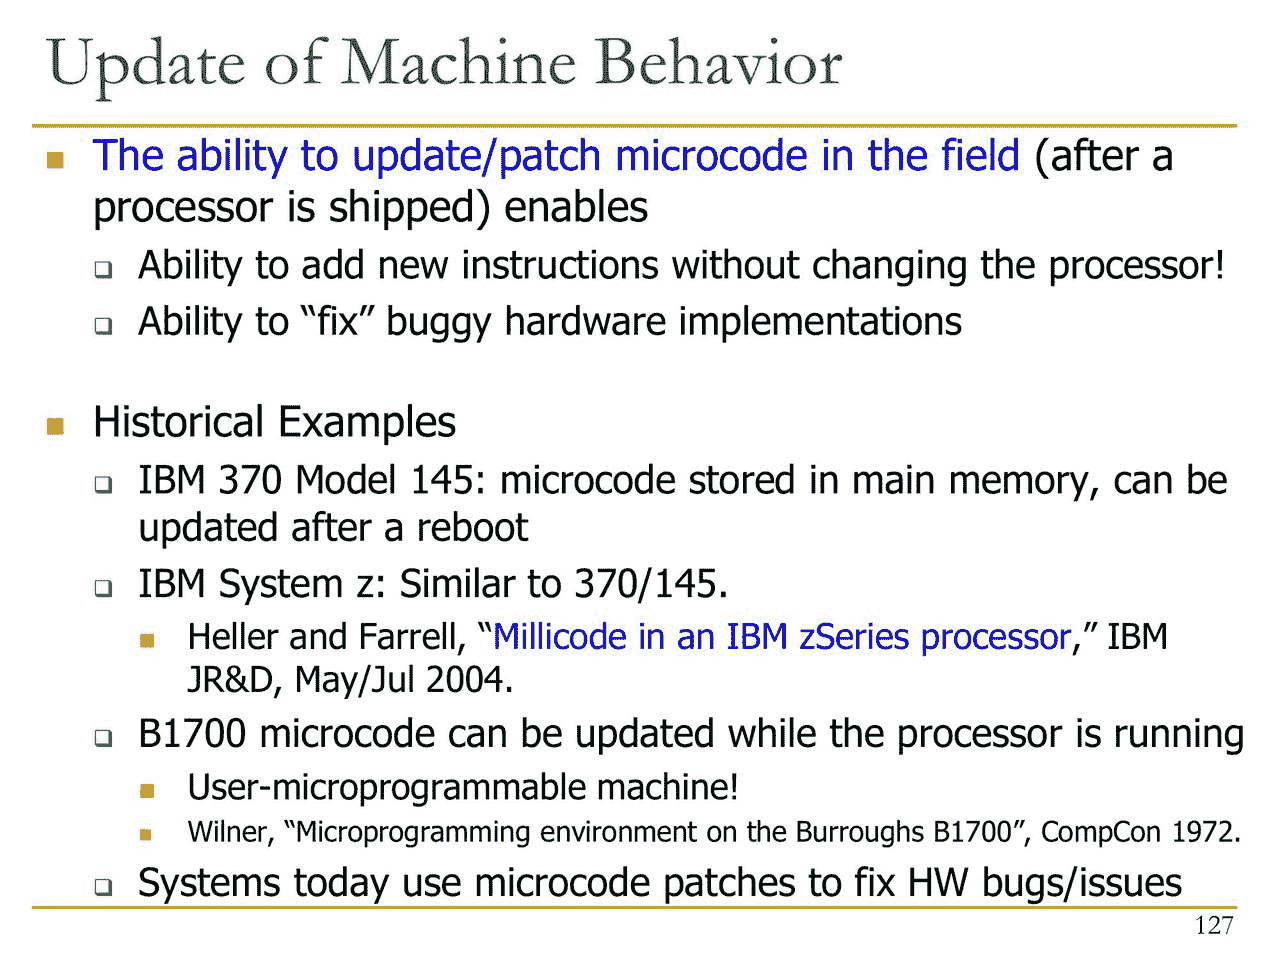 Update of Machine Behavior
The ability to update/patch microcode in the field (after a
processor is shipped) enables
Ability to add new instructions without changing the processor!
Ability to “fix” buggy hardware implementations
Historical Examples
IBM 370 Model 145: microcode stored in main memory, can be
updated after a reboot
IBM System z: Similar to 370/145.
Heller and Farrell, “Millicode in an IBM zSeries processor,” IBM
JR&D, May/Jul 2004.
B1700 microcode can be updated while the processor is running
User-microprogrammable machine!
Wilner, “Microprogramming environment on the Burroughs B1700”, CompCon 1972.
Systems today use microcode patches to fix HW bugs/issues
127